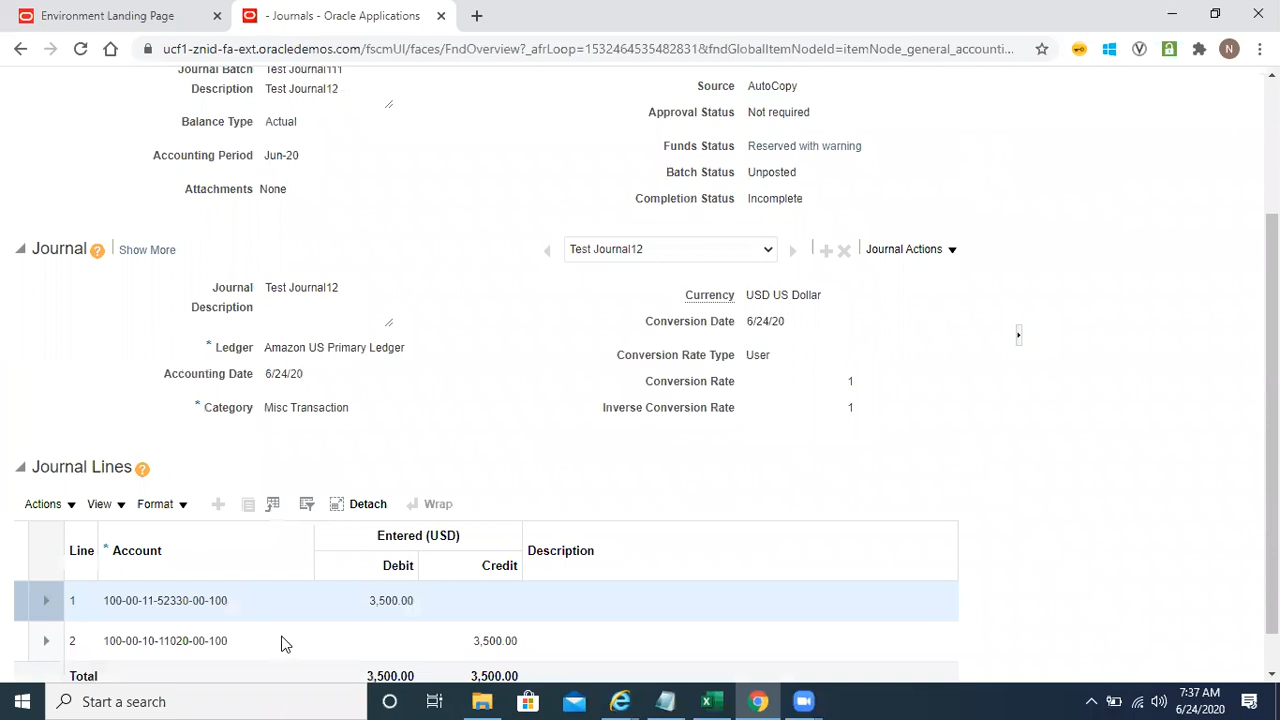 Environment Landing Page
- Journals - Oracle Applications
ucf1-znid-fa-ext.oracledemos.com/fscmUI/faces/FndOverview?_afrLoop=1532464535482831&fndGlobalItemNodeId=itemNode_general_accounti...
N
Journal Batch Test Journal111
Description Test Journal12
Source AutoCopy
Approval Status Not required
Balance Type Actual
Funds Status Reserved with warning
Accounting Period Jun-20
Batch Status Unposted
Attachments None
Completion Status Incomplete
Journal ? Show More
Test Journal12
Journal Actions
Journal Test Journal12
Description
Currency USD US Dollar
Conversion Date 6/24/20
* Ledger Amazon US Primary Ledger
Conversion Rate Type User
Accounting Date 6/24/20
Conversion Rate 1
* Category Misc Transaction
Inverse Conversion Rate 1
Journal Lines ?
Actions View Format Detach Wrap
Line * Account Entered (USD) Description
Debit Credit
1 100-00-11-52330-00-100 3,500.00
2 100-00-10-11020-00-100 3,500.00
Total 3,500.00 3,500.00
Start a search
7:37 AM
6/24/2020